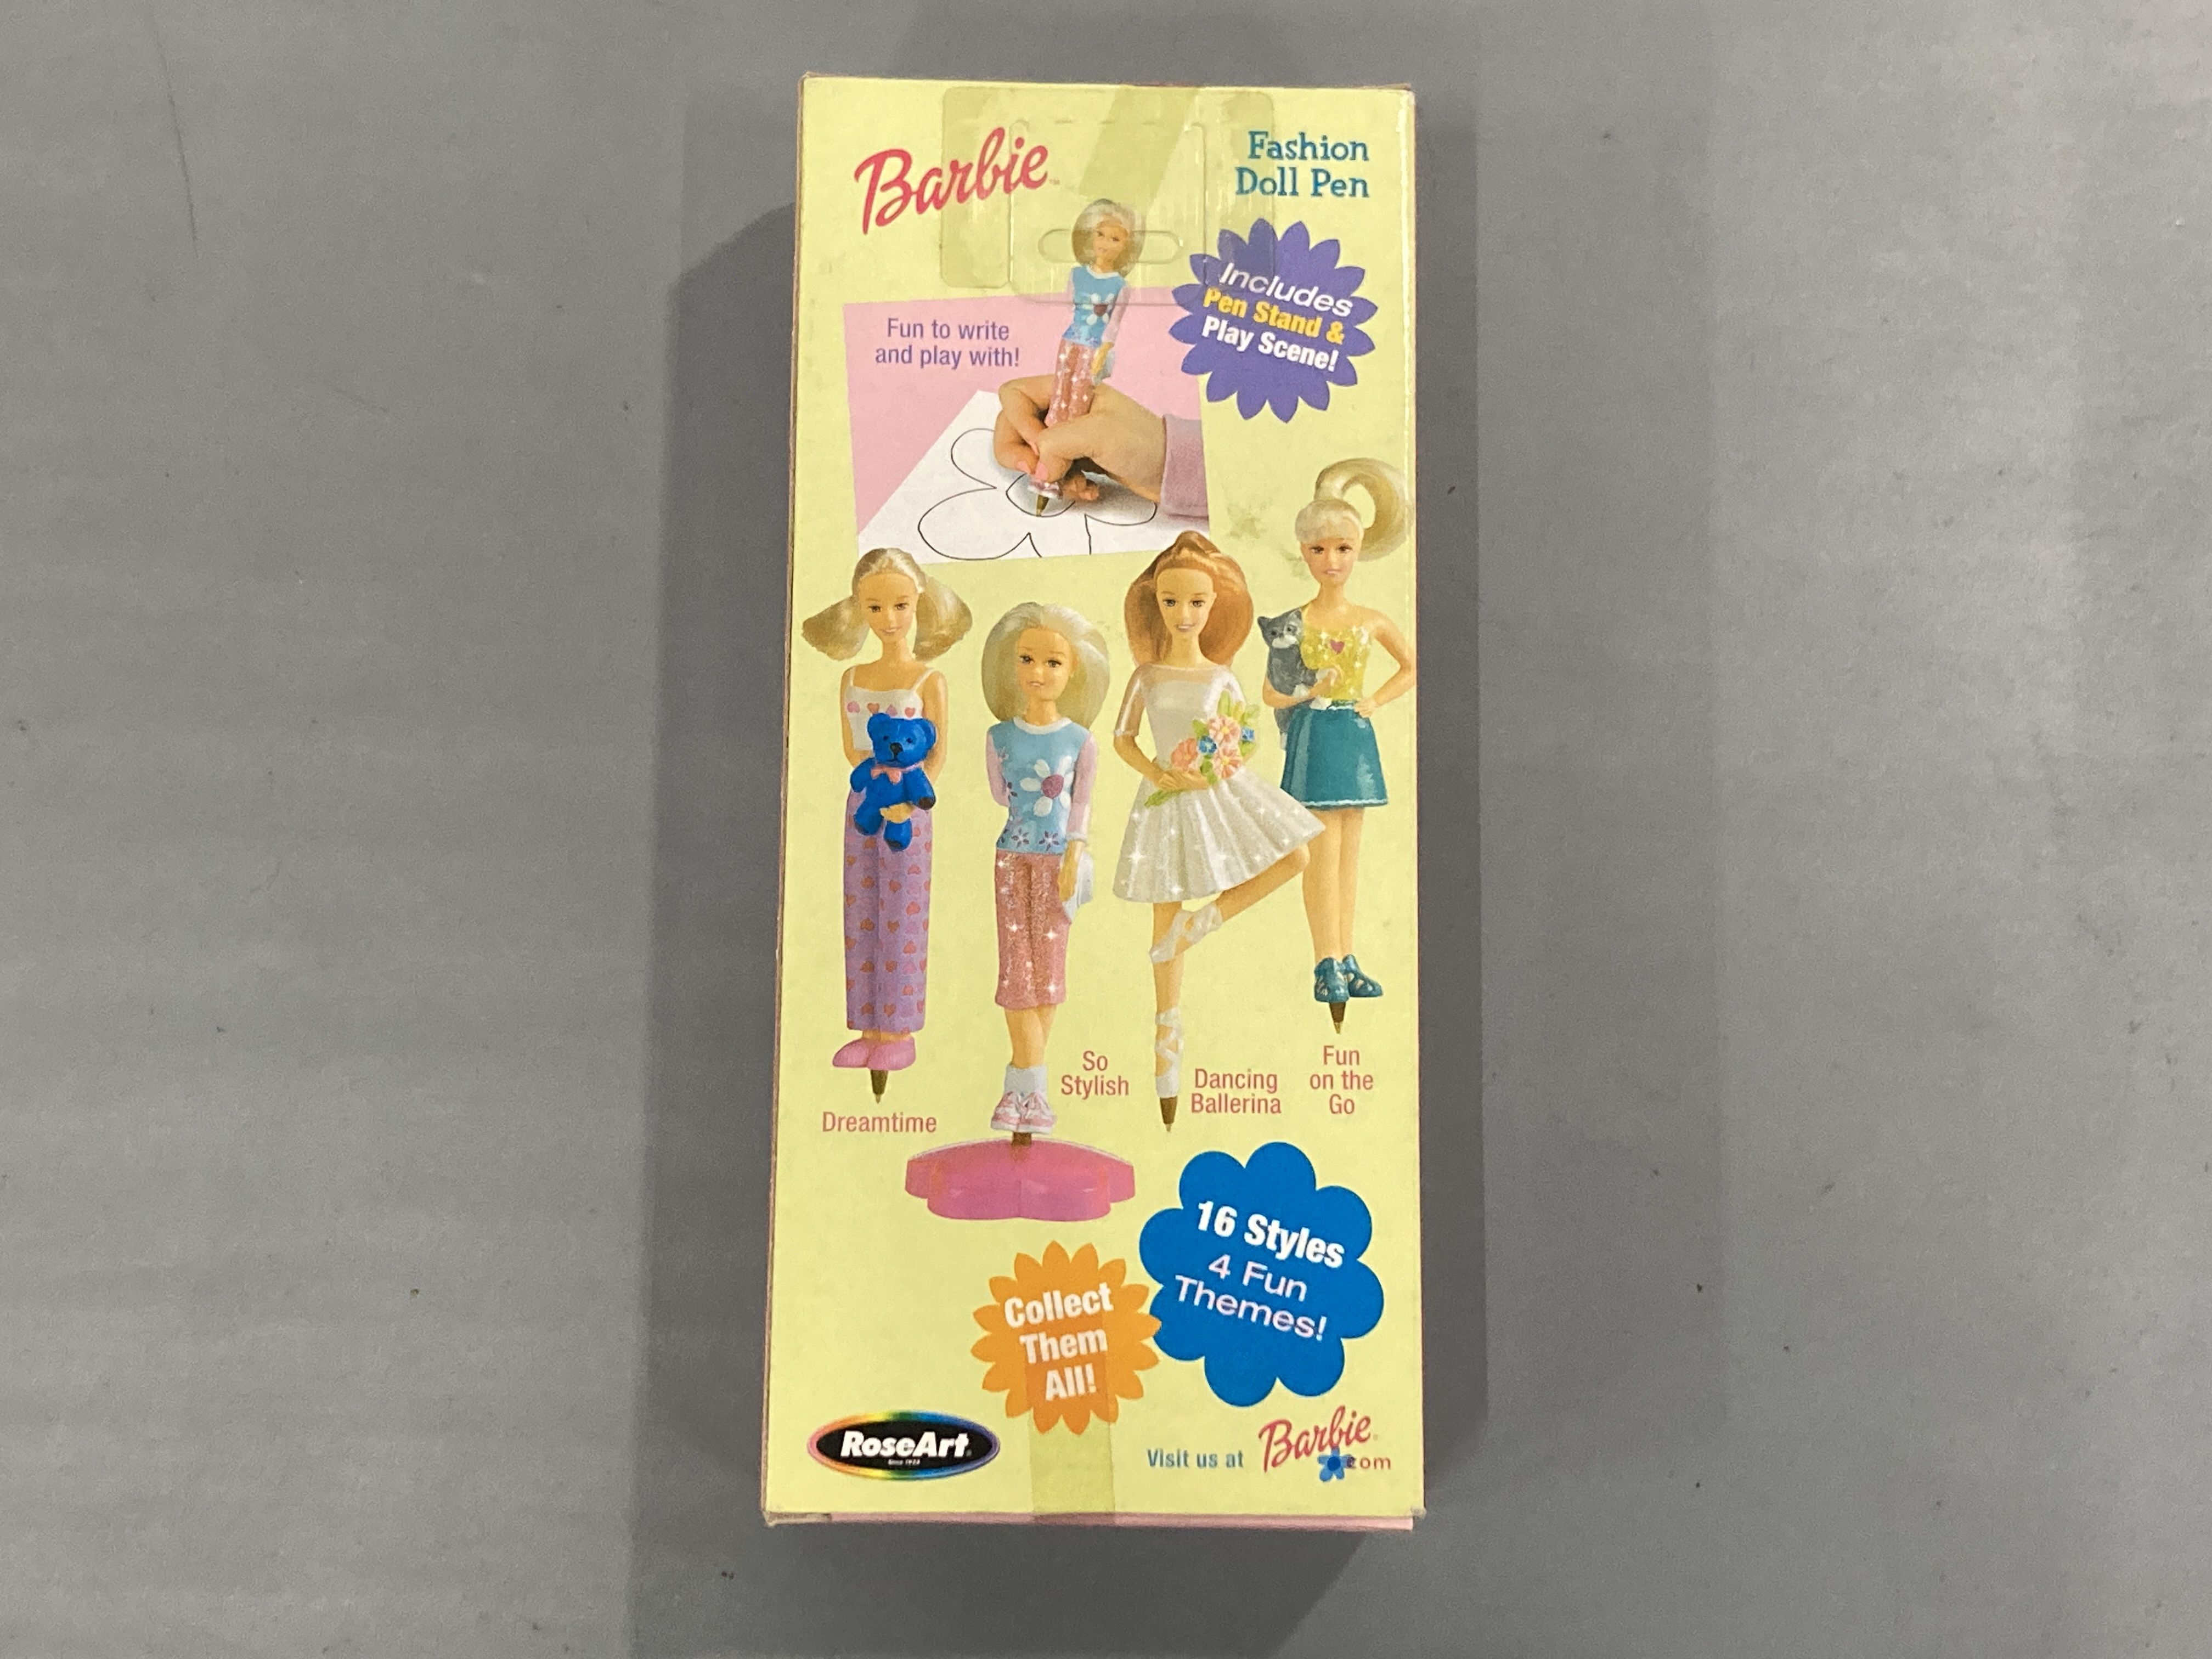 Barbie
Fashion
Doll Pen
Includes
Pen Stand &
Play Scene!
Fun to write
and play with!
So
Stylish
Dancing
Ballerina
Fun
on the
Go
Dreamtime
16 Styles
4 Fun
Themes!
Collect
Them
All!
RoseArt
Visit us at Barbie.com